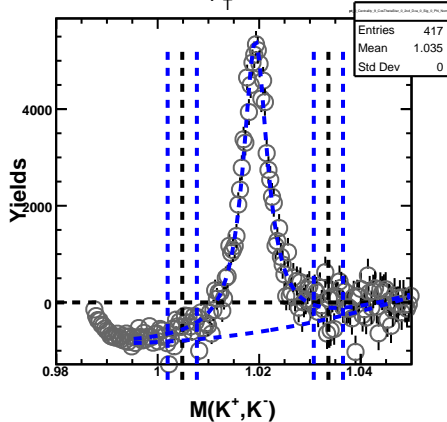 T
Entries 417
Mean 1.035
Std Dev 0
Yields
4000
2000
0
0.98 1 1.02 1.04
M(K⁺,K⁻)